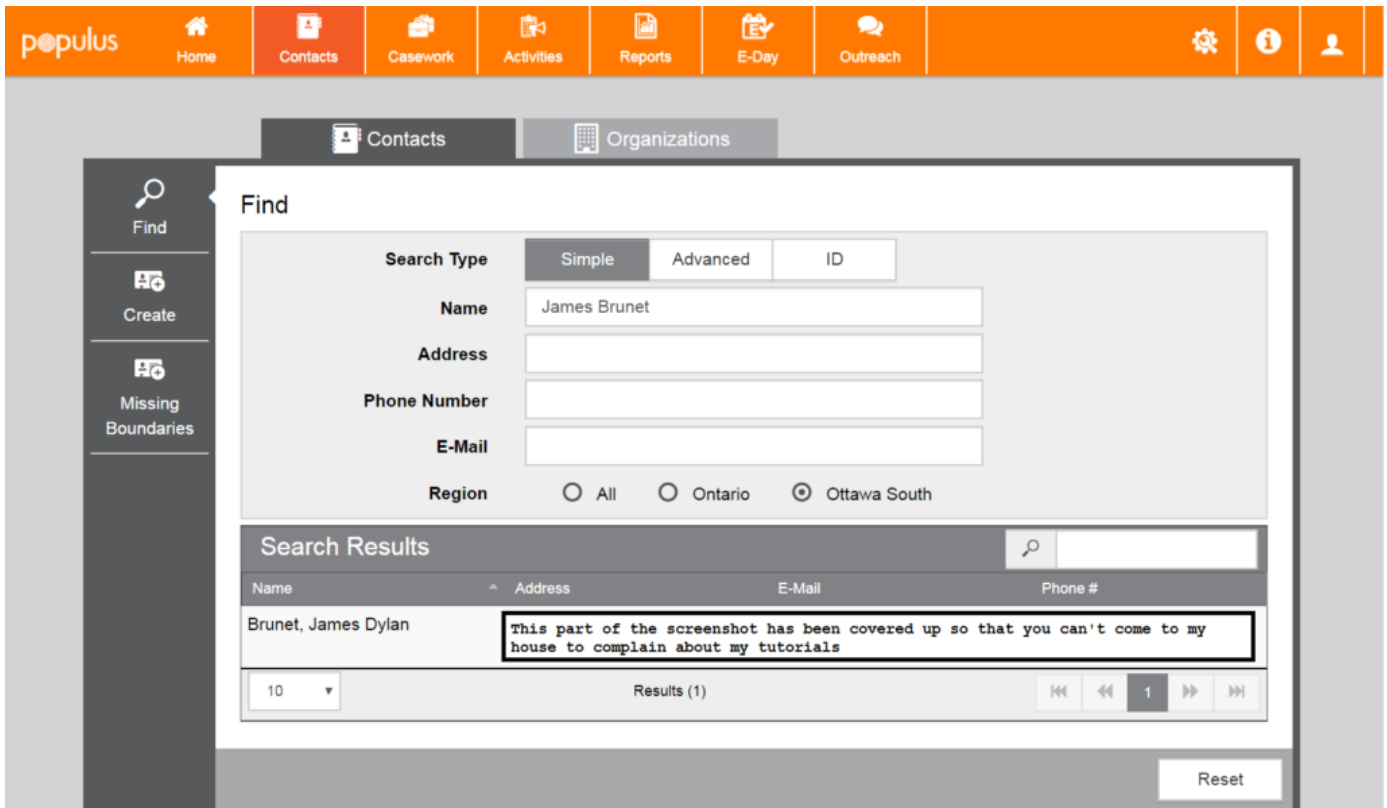 populus
Home
Contacts
Casework
Activities
Reports
E-Day
Outreach
Contacts
Organizations
Find
Create
Missing
Boundaries
Find
Search Type Simple Advanced ID
Name James Brunet
Address
Phone Number
E-Mail
Region All Ontario Ottawa South
Search Results
Name Address E-Mail Phone #
Brunet, James Dylan
This part of the screenshot has been covered up so that you can't come to my
house to complain about my tutorials
10 Results (1) 1
Reset